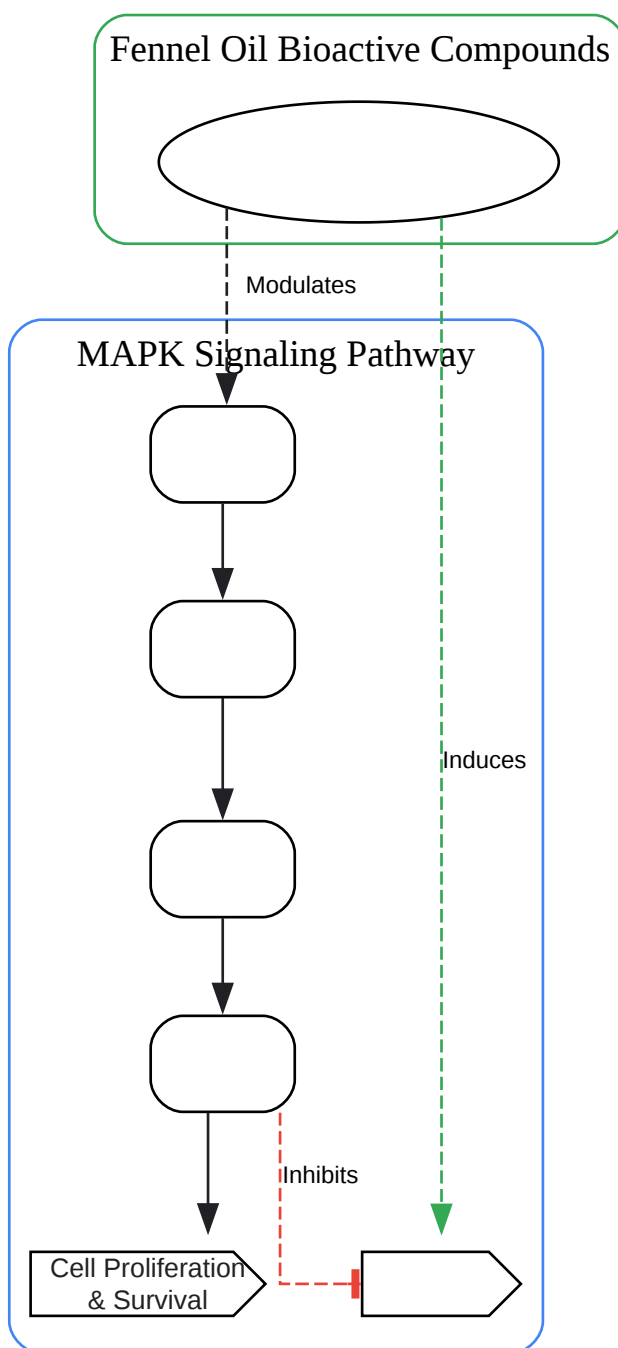 Fennel Oil Bioactive Compounds
Modulates
MAPK Signaling Pathway
Induces
Inhibits
Cell Proliferation
& Survival